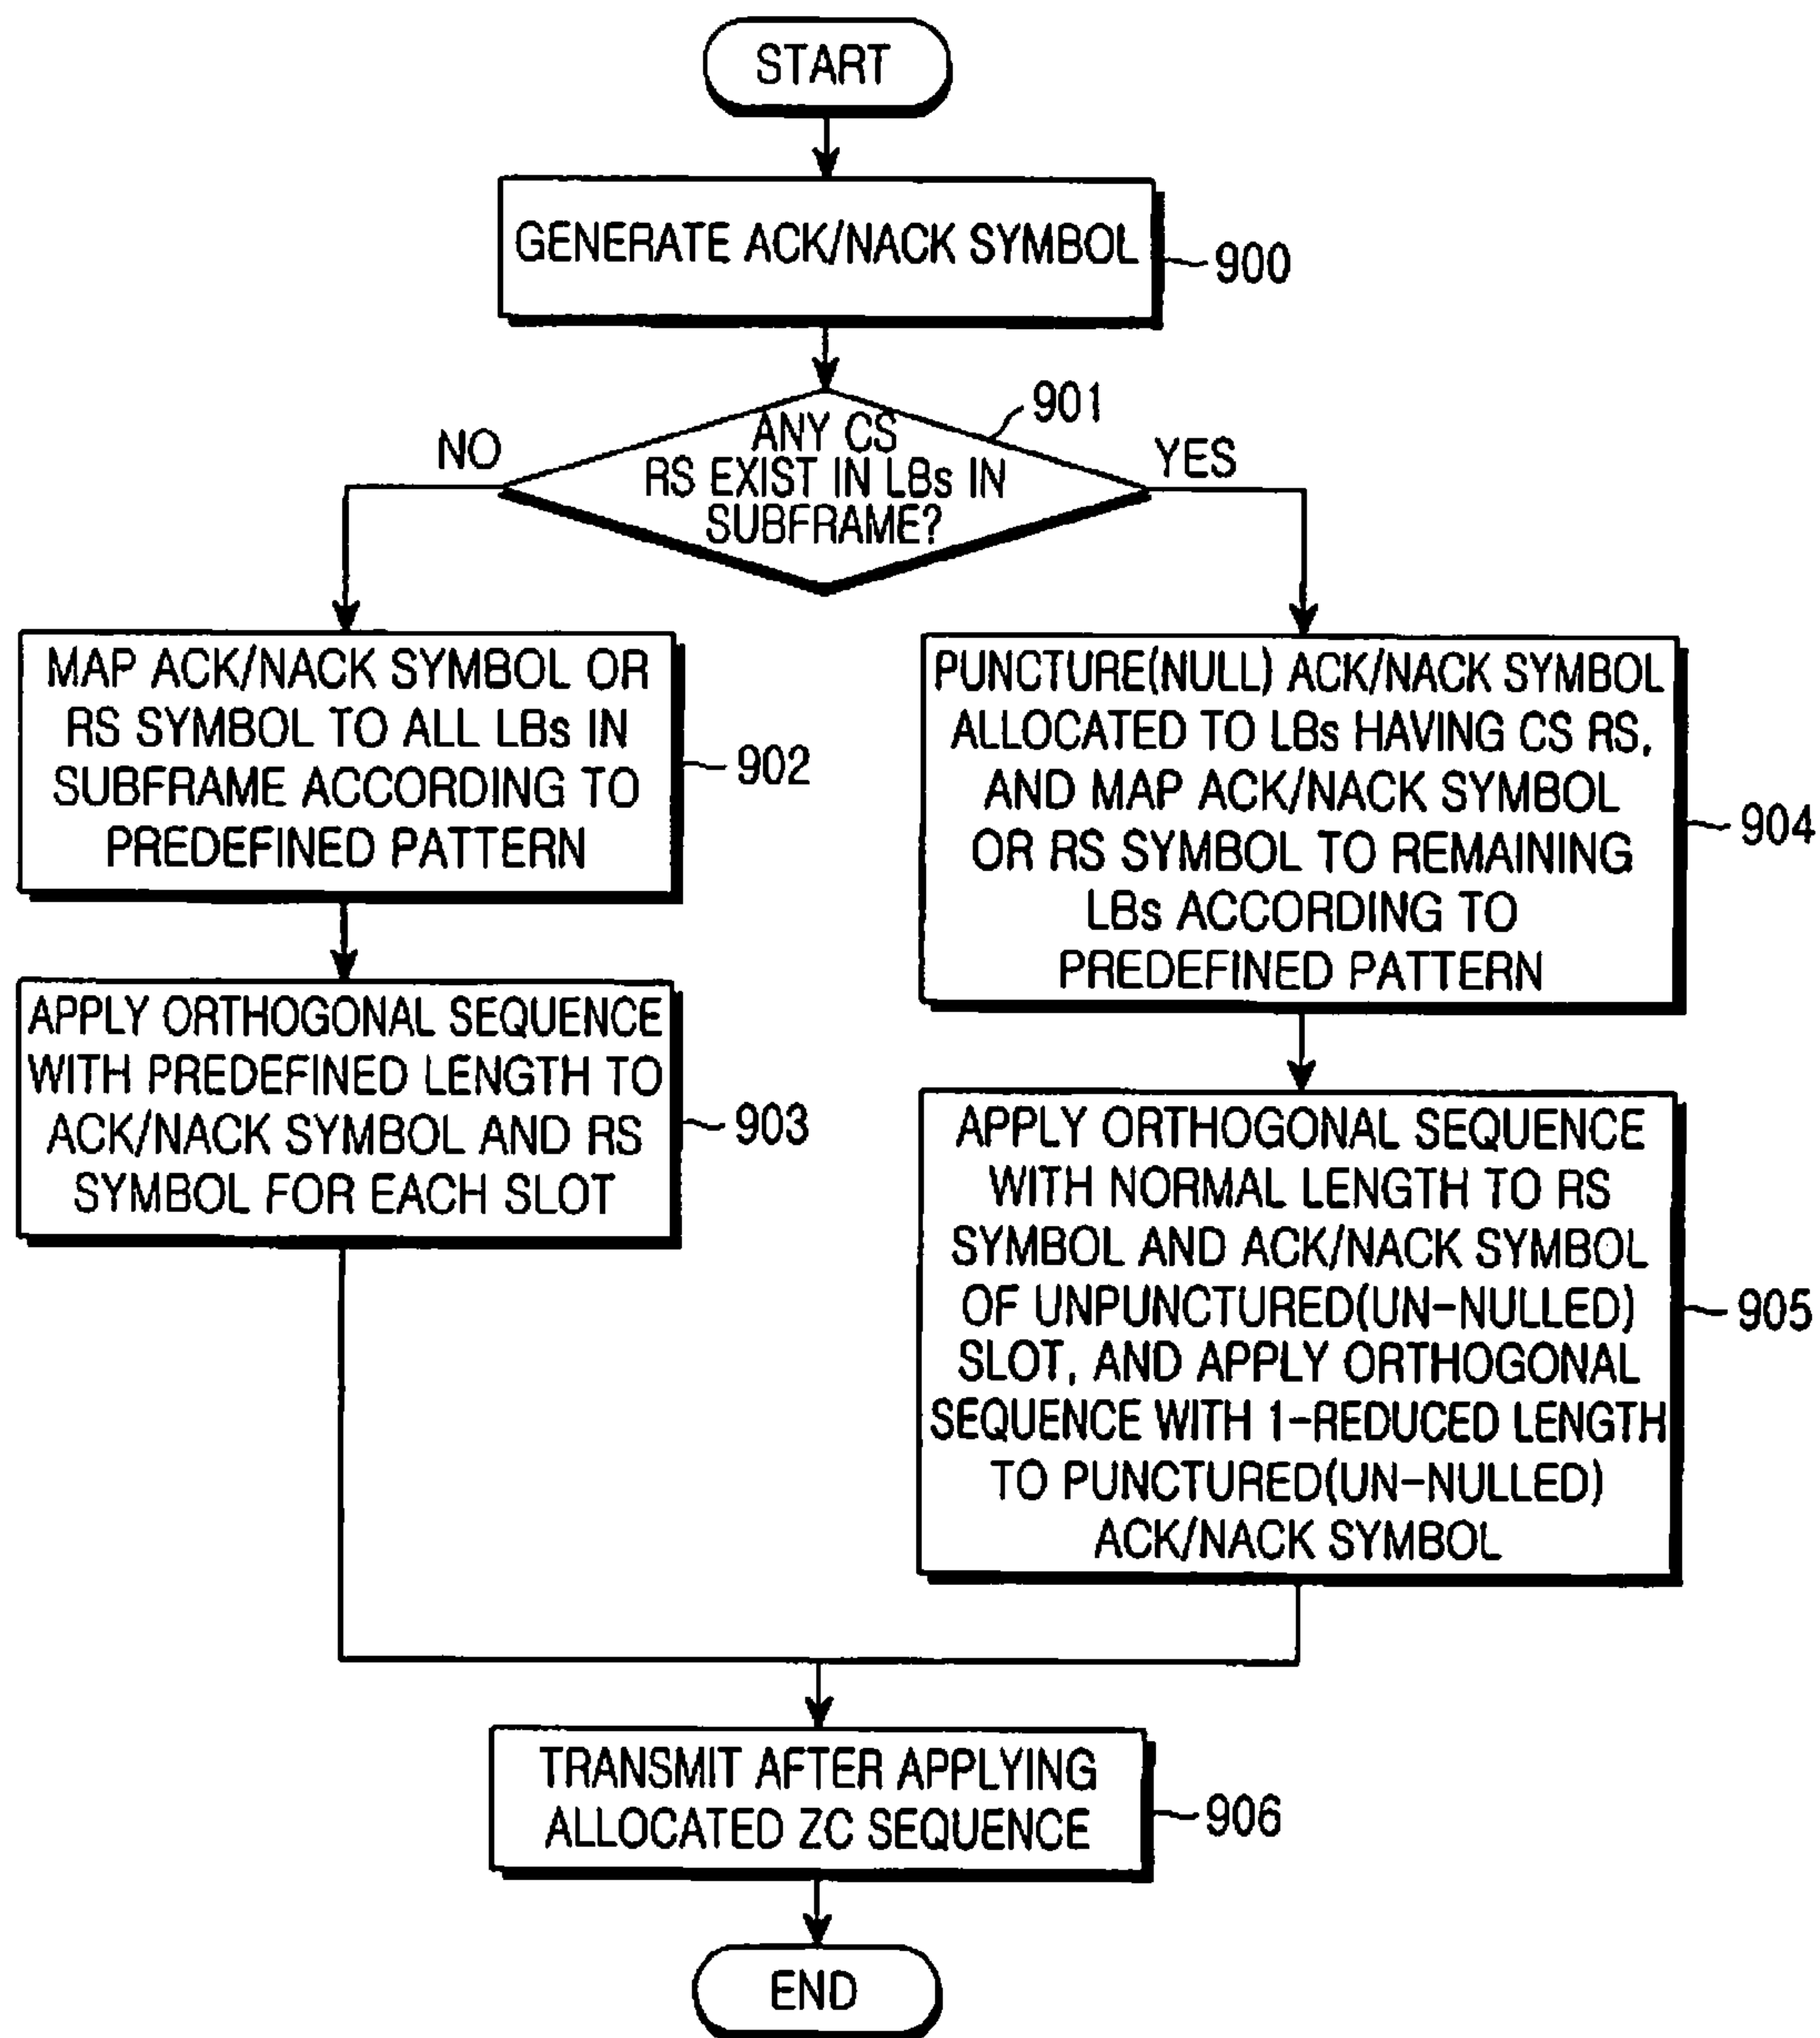 START
GENERATE ACK/NACK SYMBOL
900
901
ANY CS
RS EXIST IN LBs IN
SUBFRAME?
NO
YES
MAP ACK/NACK SYMBOL OR
RS SYMBOL TO ALL LBs IN
SUBFRAME ACCORDING TO
PREDEFINED PATTERN
902
APPLY ORTHOGONAL SEQUENCE
WITH PREDEFINED LENGTH TO
ACK/NACK SYMBOL AND RS
SYMBOL FOR EACH SLOT
903
PUNCTURE(NULL) ACK/NACK SYMBOL
ALLOCATED TO LBs HAVING CS RS,
AND MAP ACK/NACK SYMBOL
OR RS SYMBOL TO REMAINING
LBs ACCORDING TO
PREDEFINED PATTERN
904
APPLY ORTHOGONAL SEQUENCE
WITH NORMAL LENGTH TO RS
SYMBOL AND ACK/NACK SYMBOL
OF UNPUNCTURED(UN-NULLED)
SLOT, AND APPLY ORTHOGONAL
SEQUENCE WITH 1-REDUCED LENGTH
TO PUNCTURED(UN-NULLED)
ACK/NACK SYMBOL
905
TRANSMIT AFTER APPLYING
ALLOCATED ZC SEQUENCE
906
END